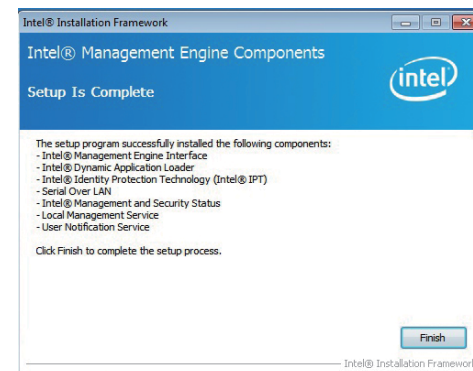 Intel® Installation Framework
Intel® Management Engine Components
Setup Is Complete
intel
The setup program successfully installed the following components:
- Intel® Management Engine Interface
- Intel® Dynamic Application Loader
- Intel® Identity Protection Technology (Intel® IPT)
- Serial Over LAN
- Intel® Management and Security Status
- Local Management Service
- User Notification Service
Click Finish to complete the setup process.
Finish
Intel® Installation Framework